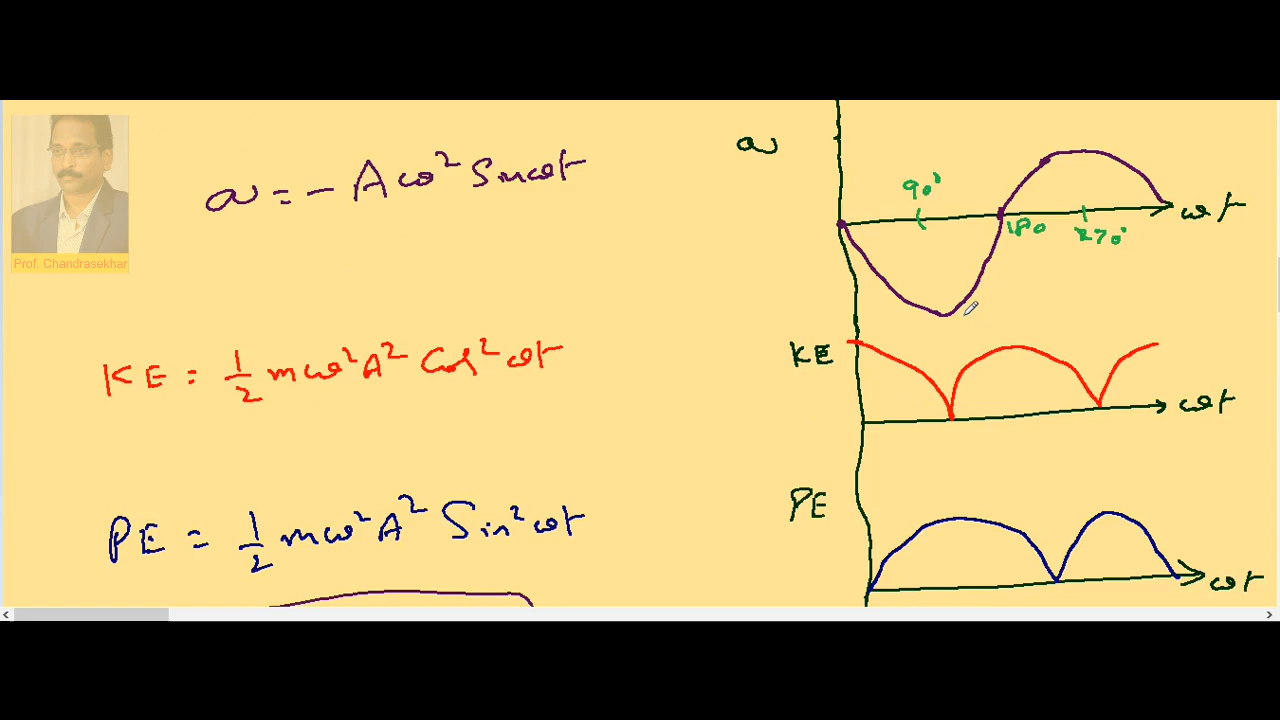 a = - Aω² Sinωt
Prof. Chandrasekhar
KE = 1/2 mω²A² Cos²ωt
PE = 1/2 mω²A² Sin²ωt
a
90°
180
270°
ωt
KE
ωt
PE
ωt